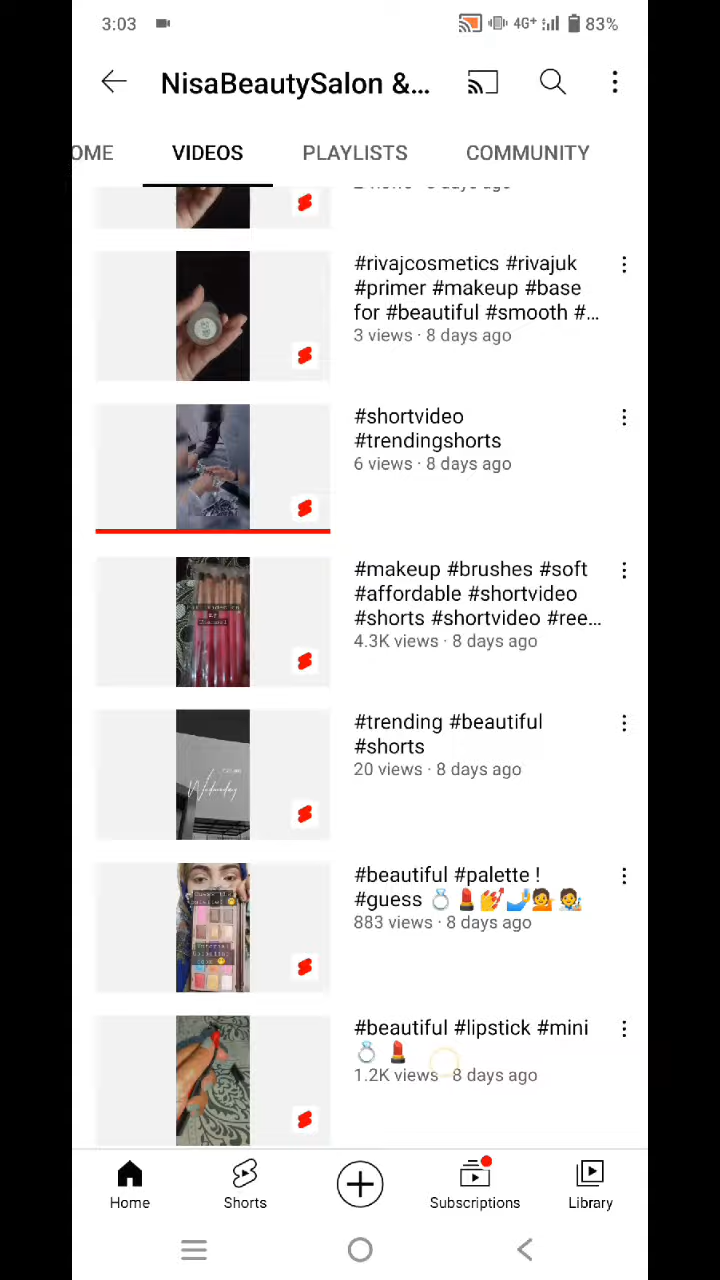 3:03 4G+ 83%
NisaBeautySalon &...
OME VIDEOS PLAYLISTS COMMUNITY
#rivajcosmetics #rivajuk
#primer #makeup #base
for #beautiful #smooth #...
3 views · 8 days ago
#shortvideo
#trendingshorts
6 views · 8 days ago
#makeup #brushes #soft
#affordable #shortvideo
#shorts #shortvideo #ree...
4.3K views · 8 days ago
#trending #beautiful
#shorts
20 views · 8 days ago
Wednesday
#beautiful #palette !
#guess 💍💄💅🤳💁🧑‍🎨
883 views · 8 days ago
#beautiful #lipstick #mini
💍💄
1.2K views · 8 days ago
Home Shorts Subscriptions Library